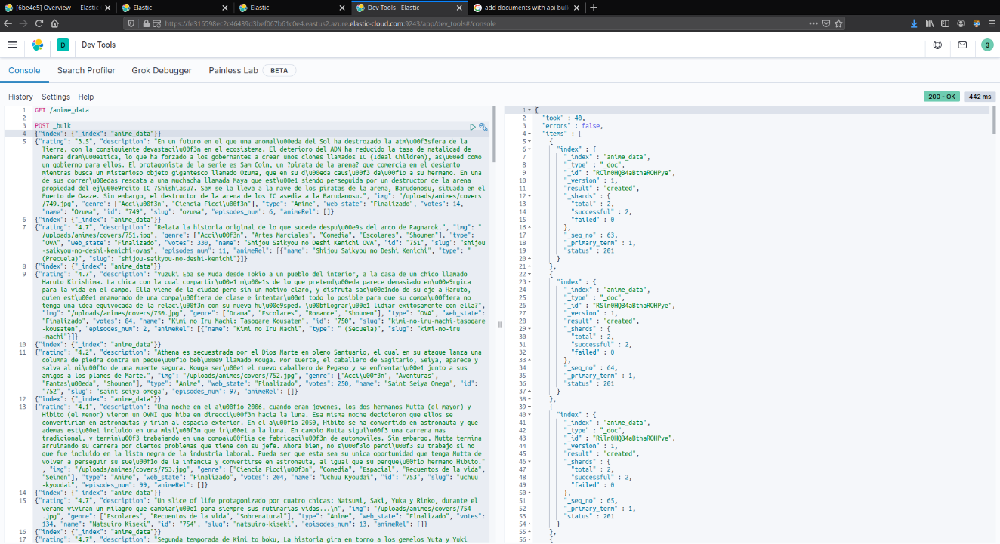 [6be4e5] Overview — Elastic
Elastic
Elastic
Dev Tools - Elastic
add documents with api bulk
https://fe316598ec2c46439d3bef067b61c0e4.eastus2.azure.elastic-cloud.com:9243/app/dev_tools#/console
D
Dev Tools
3
Console
Search Profiler
Grok Debugger
Painless Lab
BETA
History
Settings
Help
200 - OK
442 ms
1 GET /anime_data
2
3 POST _bulk
4 {"index": {"_index": "anime_data"}}
5 {"rating": "3.5", "description": "En un futuro en el que una anomal\u00eda del Sol ha destrozado la atm\u00f3sfera de la
Tierra, con la consiguiente devastaci\u00f3n en el ecosistema. El deterioro del ADN ha reducido la tasa de natalidad de
manera dram\u00e1tica, lo que ha forzado a los gobernantes a crear unos clones llamados IC (Ideal Children), as\u00ed como
un gobierno para ellos. El protagonista de la serie es San Coin, un ?pirata de la arena? que comercia en el desiento
mientras busca un misterioso objeto gigantesco llamado Ozuma, que en su d\u00eda caus\u00f3 da\u00f1o a su hermano. En una
de sus correr\u00edas rescata a una muchacha llamada Maya que est\u00e1 siendo perseguida por un destructor de la arena
propiedad del ej\u00e9rcito IC ?Shishiasu?. Sam se la lleva a la nave de los piratas de la arena, Bardanosu, situada en el
Puerto de Oaaze. Sin embargo, el destructor de la arena de los IC asedia a la Bardanosu.", "img": "/uploads/animes/covers
/749.jpg", "genre": ["Acci\u00f3n", "Ciencia Ficci\u00f3n"], "type": "Anime", "web_state": "Finalizado", "votes": 14,
"name": "Ozuma", "id": "749", "slug": "ozuma", "episodes_num": 6, "animeRel": []}
6 {"index": {"_index": "anime_data"}}
7 {"rating": "4.7", "description": "Relata la historia original de lo que sucede despu\u00e9s del arco de Ragnarok.", "img": "
/uploads/animes/covers/751.jpg", "genre": ["Acci\u00f3n", "Artes Marciales", "Comedia", "Escolares", "Shounen"], "type":
"OVA", "web_state": "Finalizado", "votes": 330, "name": "Shijou Saikyou no Deshi Kenichi OVA", "id": "751", "slug": "shijou
-saikyou-no-deshi-kenichi-ovas", "episodes_num": 11, "animeRel": [{"name": "Shijou Saikyou no Deshi Kenichi", "type": "
(Precuela)", "slug": "shijou-saikyou-no-deshi-kenichi"}]}
8 {"index": {"_index": "anime_data"}}
9 {"rating": "4.7", "description": "Yuzuki Eba se muda desde Tokio a un pueblo del interior, a la casa de un chico llamado
Haruto Kirishima. La chica con la cual compartir\u00e1 m\u00e1s de lo que pretend\u00eda parece demasiado en\u00e9rgica
para la vida en el campo. Ella viene de la ciudad pero sin un motivo claro, y disfruta sac\u00e1ndo de su eje a Haruto,
quien est\u00e1 enamorado de una compa\u00f1era de clase e intentar\u00e1 todo lo posible para que su compa\u00f1era no
tenga una idea equivocada de la relaci\u00f3n con su nueva hu\u00e9sped. \u00bfLograr\u00e1 lidiar exitosamente con ella?",
"img": "/uploads/animes/covers/750.jpg", "genre": ["Drama", "Escolares", "Romance", "Shounen"], "type": "OVA", "web_state":
"Finalizado", "votes": 84, "name": "Kimi no Iru Machi: Tasogare Kousaten", "id": "750", "slug": "kimi-no-iru-machi-tasogare
-kousaten", "episodes_num": 2, "animeRel": [{"name": "Kimi no Iru Machi", "type": " (Secuela)", "slug": "kimi-no-iru
-machi"}]}
10 {"index": {"_index": "anime_data"}}
11 {"rating": "4.2", "description": "Athena es secuestrada por el Dios Marte en pleno Santuario, el cual en su ataque lanza una
columna de piedra contra un peque\u00f1o beb\u00e9 llamado Kouga. Por suerte, el caballero de Sagitario, Seiya, aparece y
salva al ni\u00f1o de una muerte segura. Kouga ser\u00e1 el nuevo caballero de Pegaso y se enfrentar\u00e1 junto a sus
amigos a los planes de Marte.", "img": "/uploads/animes/covers/752.jpg", "genre": ["Acci\u00f3n", "Aventuras",
"Fantas\u00eda", "Shounen"], "type": "Anime", "web_state": "Finalizado", "votes": 250, "name": "Saint Seiya Omega", "id":
"752", "slug": "saint-seiya-omega", "episodes_num": 97, "animeRel": []}
12 {"index": {"_index": "anime_data"}}
13 {"rating": "4.1", "description": "Una noche en el a\u00f1o 2006, cuando eran jovenes, los dos hermanos Mutta (el mayor) y
Hibito (el menor) vieron un OVNI que hiba en direcci\u00f3n hacia la luna. Esa misma noche decidieron que ellos se
convertirian en astronautas y irian al espacio exterior. En el a\u00f1o 2050, Hibito se ha convertido en astronauta y que
ademas est\u00e1 incluido en una misi\u00f3n que ir\u00e1 a la luna. En cambio Mutta sigui\u00f3 una carrera mas
tradicional, y termin\u00f3 trabajando en una compa\u00f1ia de fabricaci\u00f3n de automoviles. Sin embargo, Mutta termina
arruinando su carrera por ciertos problemas que tiene con su jefe. Ahora bien, no s\u00f3lo perdi\u00f3 su trabajo si no
que fue incluido en la lista negra de la industria laboral. Pueda ser que esta sea su unica oportunidad que tenga Mutta de
volver a perseguir su sue\u00f1o de la infancia y convertirse en astronauta, al igual que su perque\u00f1o hermano Hibito."
, "img": "/uploads/animes/covers/753.jpg", "genre": ["Ciencia Ficci\u00f3n", "Comedia", "Espacial", "Recuentos de la vida",
"Seinen"], "type": "Anime", "web_state": "Finalizado", "votes": 204, "name": "Uchuu Kyoudai", "id": "753", "slug": "uchuu
-kyoudai", "episodes_num": 99, "animeRel": []}
14 {"index": {"_index": "anime_data"}}
15 {"rating": "4.7", "description": "Un slice of life protagonizado por cuatro chicas: Natsumi, Saki, Yuka y Rinko, durante el
verano viviran un milagro que cambiar\u00e1 para siempre sus rutinarias vidas...\n", "img": "/uploads/animes/covers/754
.jpg", "genre": ["Escolares", "Recuentos de la vida", "Sobrenatural"], "type": "Anime", "web_state": "Finalizado", "votes":
134, "name": "Natsuiro Kiseki", "id": "754", "slug": "natsuiro-kiseki", "episodes_num": 13, "animeRel": []}
16 {"index": {"_index": "anime_data"}}
17 {"rating": "4.7", "description": "Segunda temporada de Kimi to boku, La historia gira en torno a los gemelos Yuta y Yuki
1 {
2 "took" : 40,
3 "errors" : false,
4 "items" : [
5 {
6 "index" : {
7 "_index" : "anime_data",
8 "_type" : "_doc",
9 "_id" : "RCln0HQB4aBthaROHPye",
10 "_version" : 1,
11 "result" : "created",
12 "_shards" : {
13 "total" : 2,
14 "successful" : 2,
15 "failed" : 0
16 },
17 "_seq_no" : 63,
18 "_primary_term" : 1,
19 "status" : 201
20 }
21 },
22 {
23 "index" : {
24 "_index" : "anime_data",
25 "_type" : "_doc",
26 "_id" : "RSln0HQB4aBthaROHPye",
27 "_version" : 1,
28 "result" : "created",
29 "_shards" : {
30 "total" : 2,
31 "successful" : 2,
32 "failed" : 0
33 },
34 "_seq_no" : 64,
35 "_primary_term" : 1,
36 "status" : 201
37 }
38 },
39 {
40 "index" : {
41 "_index" : "anime_data",
42 "_type" : "_doc",
43 "_id" : "Riln0HQB4aBthaROHPye",
44 "_version" : 1,
45 "result" : "created",
46 "_shards" : {
47 "total" : 2,
48 "successful" : 2,
49 "failed" : 0
50 },
51 "_seq_no" : 65,
52 "_primary_term" : 1,
53 "status" : 201
54 }
55 },
56 {